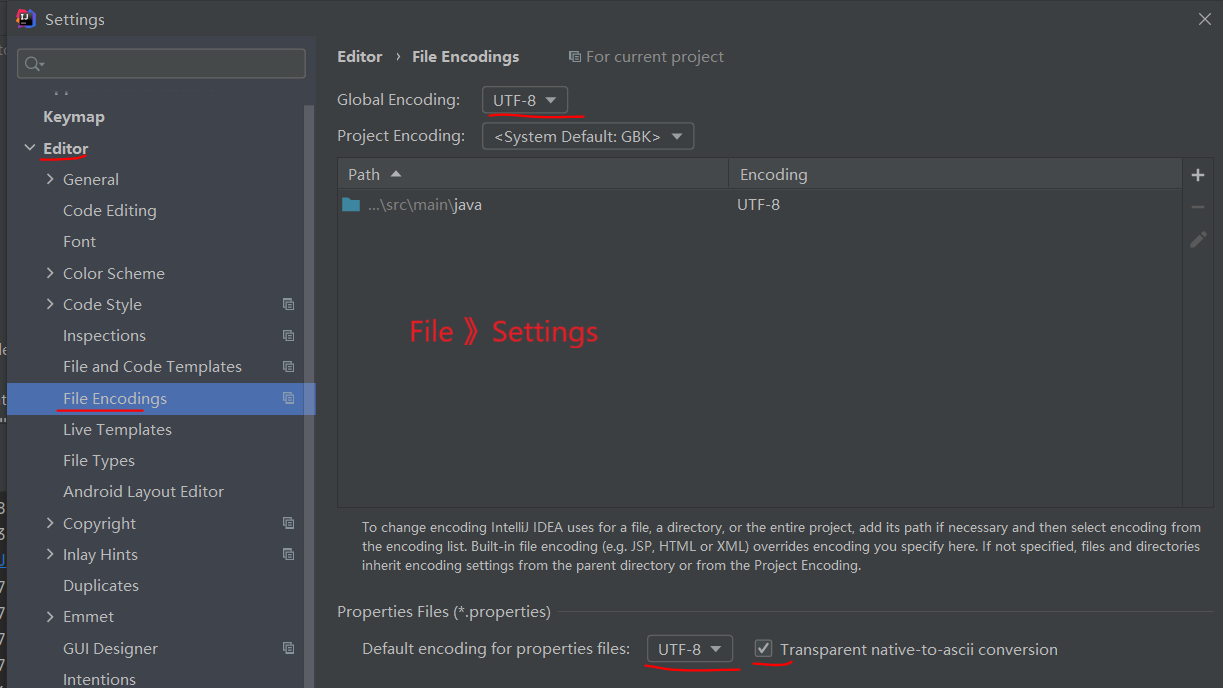 Settings
Editor › File Encodings For current project
Keymap
Editor
General
Code Editing
Font
Color Scheme
Code Style
Inspections
File and Code Templates
File Encodings
Live Templates
File Types
Android Layout Editor
Copyright
Inlay Hints
Duplicates
Emmet
GUI Designer
Intentions
Global Encoding: UTF-8
Project Encoding: <System Default: GBK>
Path Encoding
...\src\main\java UTF-8
File 》Settings
To change encoding IntelliJ IDEA uses for a file, a directory, or the entire project, add its path if necessary and then select encoding from
the encoding list. Built-in file encoding (e.g. JSP, HTML or XML) overrides encoding you specify here. If not specified, files and directories
inherit encoding settings from the parent directory or from the Project Encoding.
Properties Files (*.properties)
Default encoding for properties files: UTF-8 Transparent native-to-ascii conversion